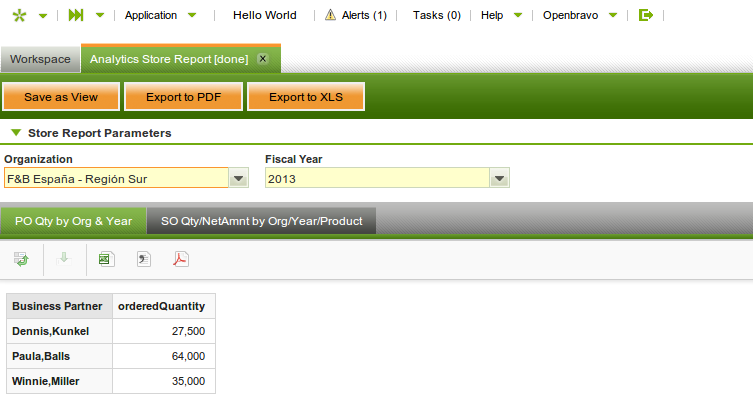 Application Hello World Alerts (1) Tasks (0) Help Openbravo
Workspace Analytics Store Report [done]
Save as View Export to PDF Export to XLS
Store Report Parameters
Organization Fiscal Year
F&B España - Región Sur 2013
PO Qty by Org & Year SO Qty/NetAmnt by Org/Year/Product
Business Partner orderedQuantity
Dennis,Kunkel 27,500
Paula,Balls 64,000
Winnie,Miller 35,000